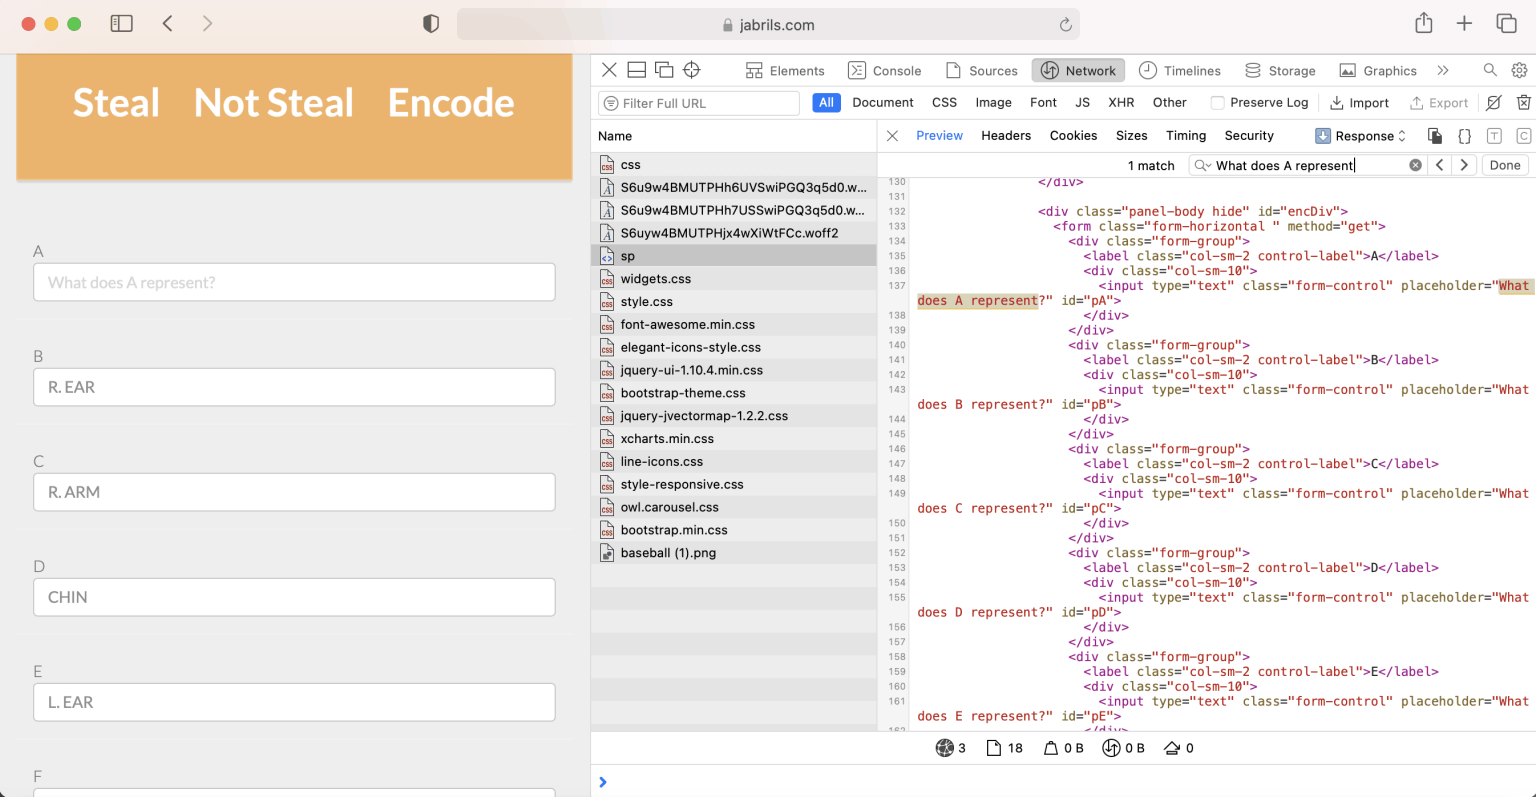 jabrils.com
Steal Not Steal Encode
A
What does A represent?
B
R. EAR
C
R. ARM
D
CHIN
E
L. EAR
F
Elements Console Sources Network Timelines Storage Graphics
Filter Full URL All Document CSS Image Font JS XHR Other Preserve Log Import Export
Name
css
S6u9w4BMUTPHh6UVSwiPGQ3q5d0.w...
S6u9w4BMUTPHh7USSwiPGQ3q5d0.w...
S6uyw4BMUTPHjx4wXiWtFCc.woff2
sp
widgets.css
style.css
font-awesome.min.css
elegant-icons-style.css
jquery-ui-1.10.4.min.css
bootstrap-theme.css
jquery-jvectormap-1.2.2.css
xcharts.min.css
line-icons.css
style-responsive.css
owl.carousel.css
bootstrap.min.css
baseball (1).png
Preview Headers Cookies Sizes Timing Security Response
1 match What does A represent Done
130 </div>
131
132 <div class="panel-body hide" id="encDiv">
133 <form class="form-horizontal " method="get">
134 <div class="form-group">
135 <label class="col-sm-2 control-label">A</label>
136 <div class="col-sm-10">
137 <input type="text" class="form-control" placeholder="What
does A represent?" id="pA">
138 </div>
139 </div>
140 <div class="form-group">
141 <label class="col-sm-2 control-label">B</label>
142 <div class="col-sm-10">
143 <input type="text" class="form-control" placeholder="What
does B represent?" id="pB">
144 </div>
145 </div>
146 <div class="form-group">
147 <label class="col-sm-2 control-label">C</label>
148 <div class="col-sm-10">
149 <input type="text" class="form-control" placeholder="What
does C represent?" id="pC">
150 </div>
151 </div>
152 <div class="form-group">
153 <label class="col-sm-2 control-label">D</label>
154 <div class="col-sm-10">
155 <input type="text" class="form-control" placeholder="What
does D represent?" id="pD">
156 </div>
157 </div>
158 <div class="form-group">
159 <label class="col-sm-2 control-label">E</label>
160 <div class="col-sm-10">
161 <input type="text" class="form-control" placeholder="What
does E represent?" id="pE">
162 </div>
3 18 0 B 0 B 0